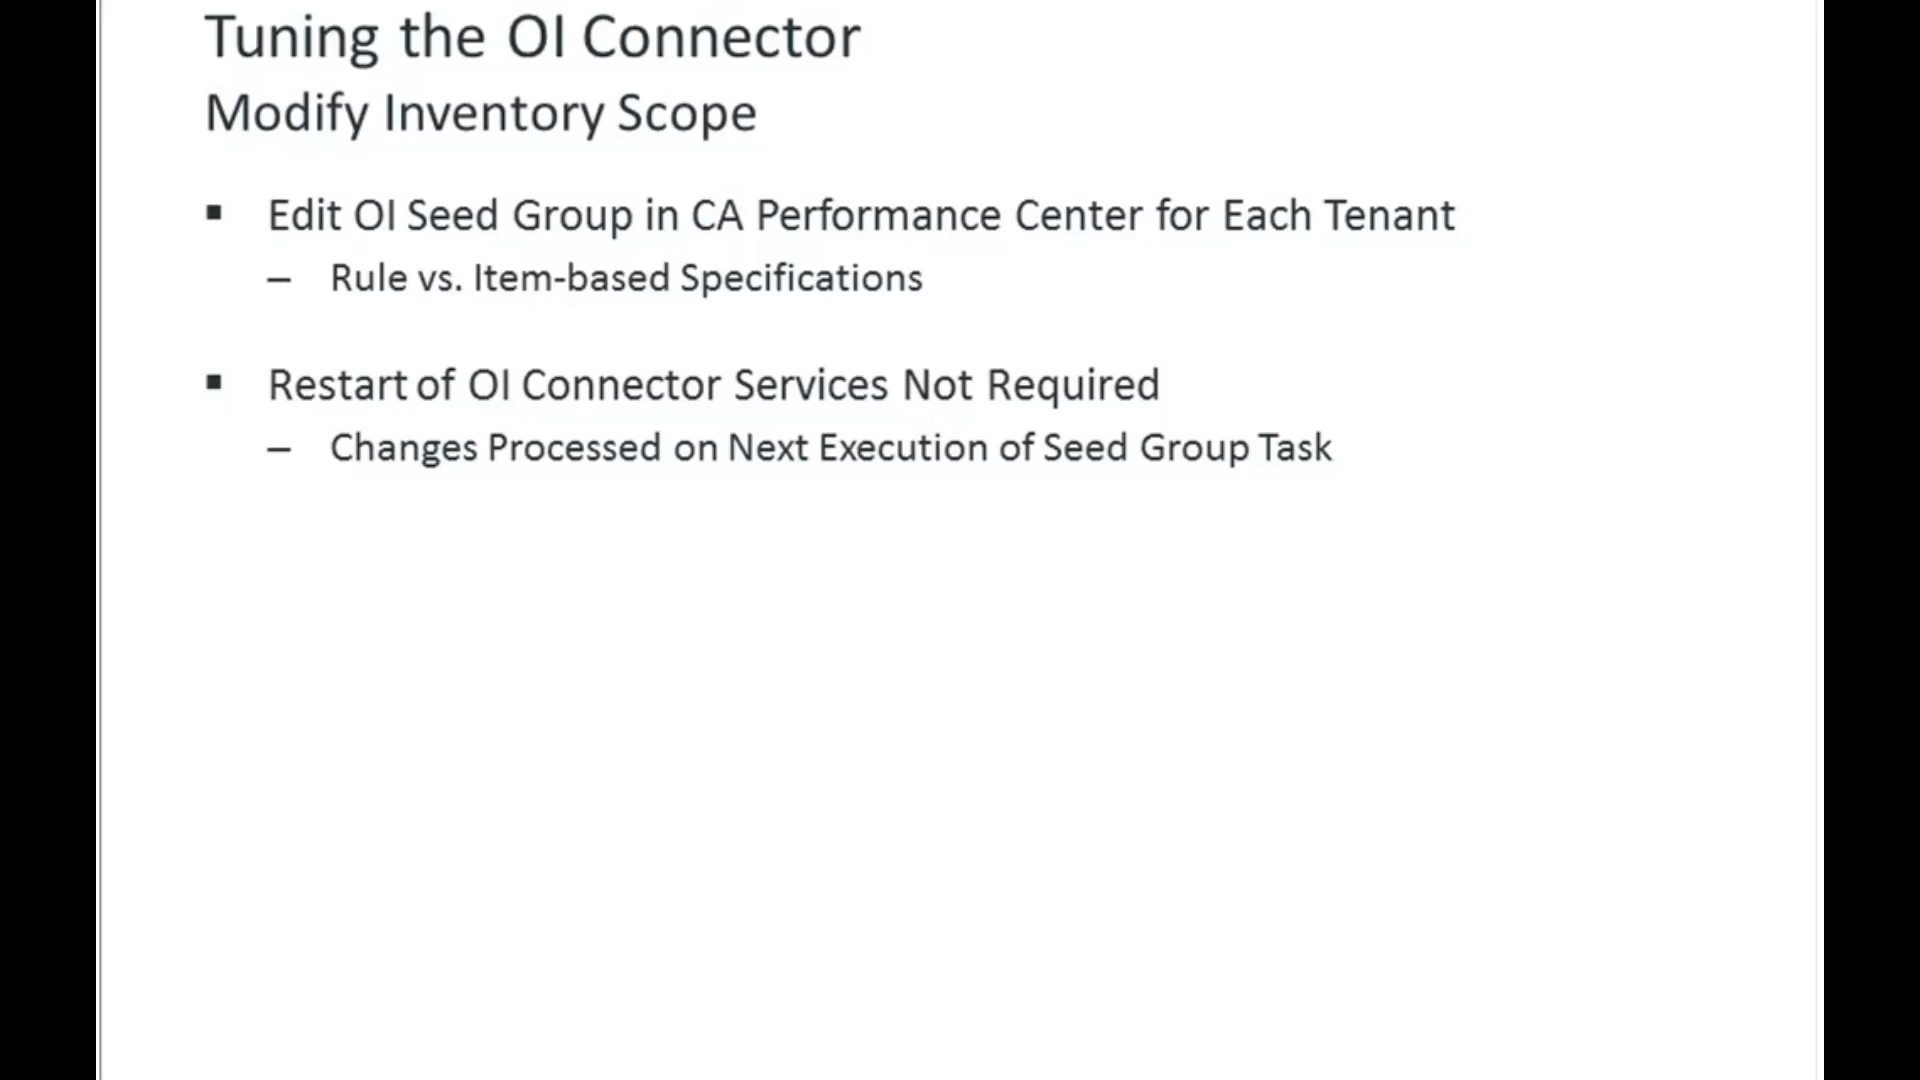 Tuning the OI Connector
Modify Inventory Scope
▪ Edit OI Seed Group in CA Performance Center for Each Tenant
– Rule vs. Item-based Specifications
▪ Restart of OI Connector Services Not Required
– Changes Processed on Next Execution of Seed Group Task